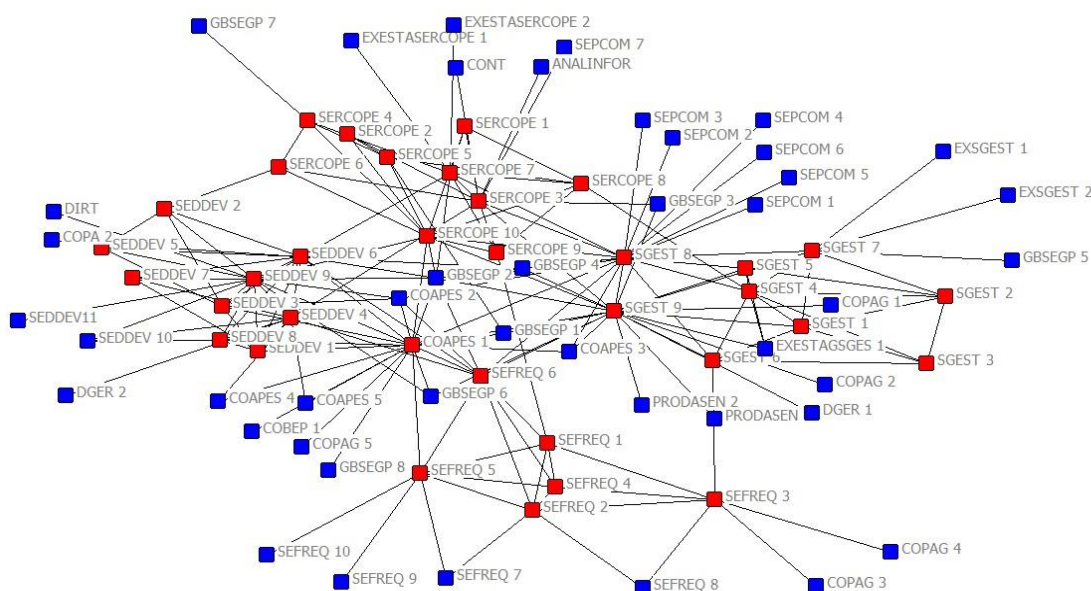 GBSEGP 7
EXESTASERCOPE 2
EXESTASERCOPE 1
SEPCOM 7
CONT
ANALINFOR
SERCOPE 4
SERCOPE 2
SERCOPE 1
SEPCOM 3
SEPCOM 4
SEPCOM 2
SERCOPE 5
SEPCOM 6
EXSGEST 1
SERCOPE 6
SERCOPE 7
SERCOPE 8
SEPCOM 5
EXSGEST 2
SERCOPE 3
GBSEGP 3
SEPCOM 1
DIRT
SEDDEV 2
COPA 2
SEDDEV 5
SERCOPE 10
SERCOPE 9
SEDDEV 6
SGEST 8
SGEST 7
GBSEGP 5
SEDDEV 7
SEDDEV 9
GBSEGP 2
GBSEGP 4
SGEST 5
SGEST 4
SGEST 2
SEDDEV 3
COAPES 2
SGEST 9
COPAG 1
SEDDEV11
SEDDEV 4
SGEST 1
SEDDEV 10
SEDDEV 8
SEDDEV 1
COAPES 1
GBSEGP 1
COAPES 3
EXESTAGSGES 1
SGEST 6
SGEST 3
SEFREQ 6
DGER 2
COAPES 4
COAPES 5
GBSEGP 6
PRODASEN 2
COPAG 2
PRODASEN
DGER 1
COBEP 1
COPAG 5
SEFREQ 1
GBSEGP 8
SEFREQ 5
SEFREQ 4
SEFREQ 2
SEFREQ 3
SEFREQ 10
COPAG 4
SEFREQ 9
SEFREQ 7
SEFREQ 8
COPAG 3